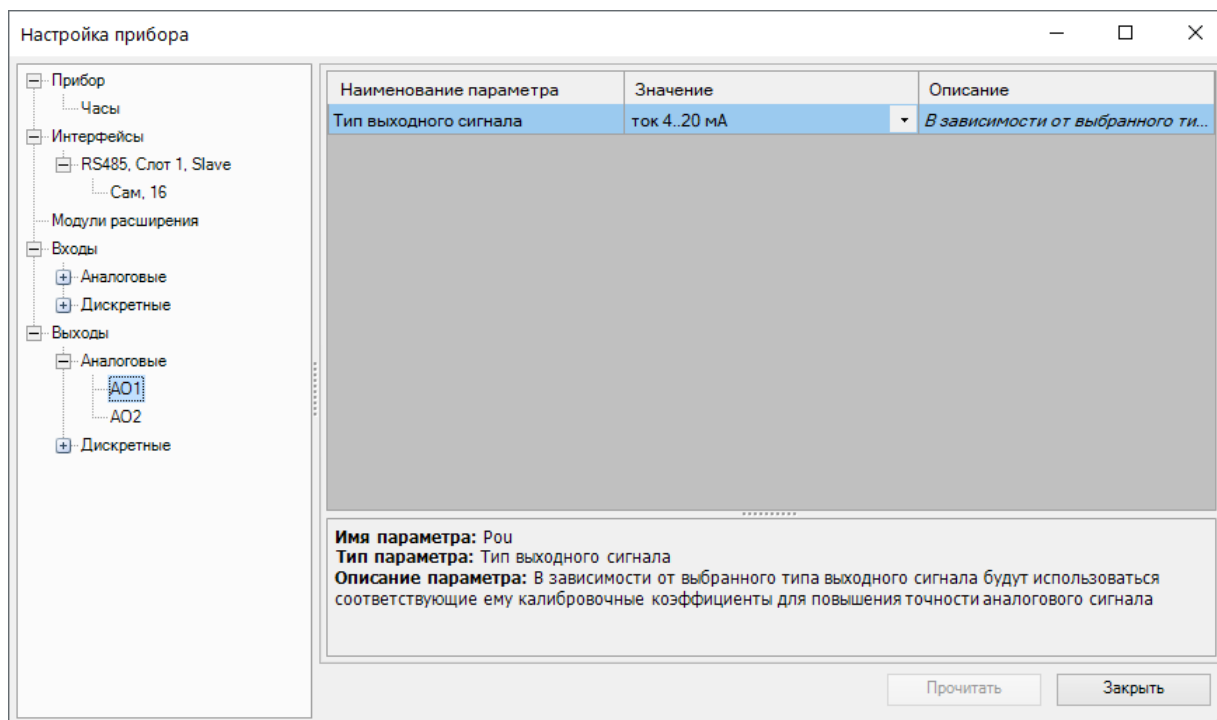 Настройка прибора
Прибор
Часы
Интерфейсы
RS485, Слот 1, Slave
Сам, 16
Модули расширения
Входы
Аналоговые
Дискретные
Выходы
Аналоговые
AO1
AO2
Дискретные
Наименование параметра Значение Описание
Тип выходного сигнала ток 4..20 мА В зависимости от выбранного ти...
Имя параметра: Pou
Тип параметра: Тип выходного сигнала
Описание параметра: В зависимости от выбранного типа выходного сигнала будут использоваться
соответствующие ему калибровочные коэффициенты для повышения точности аналогового сигнала
Прочитать Закрыть